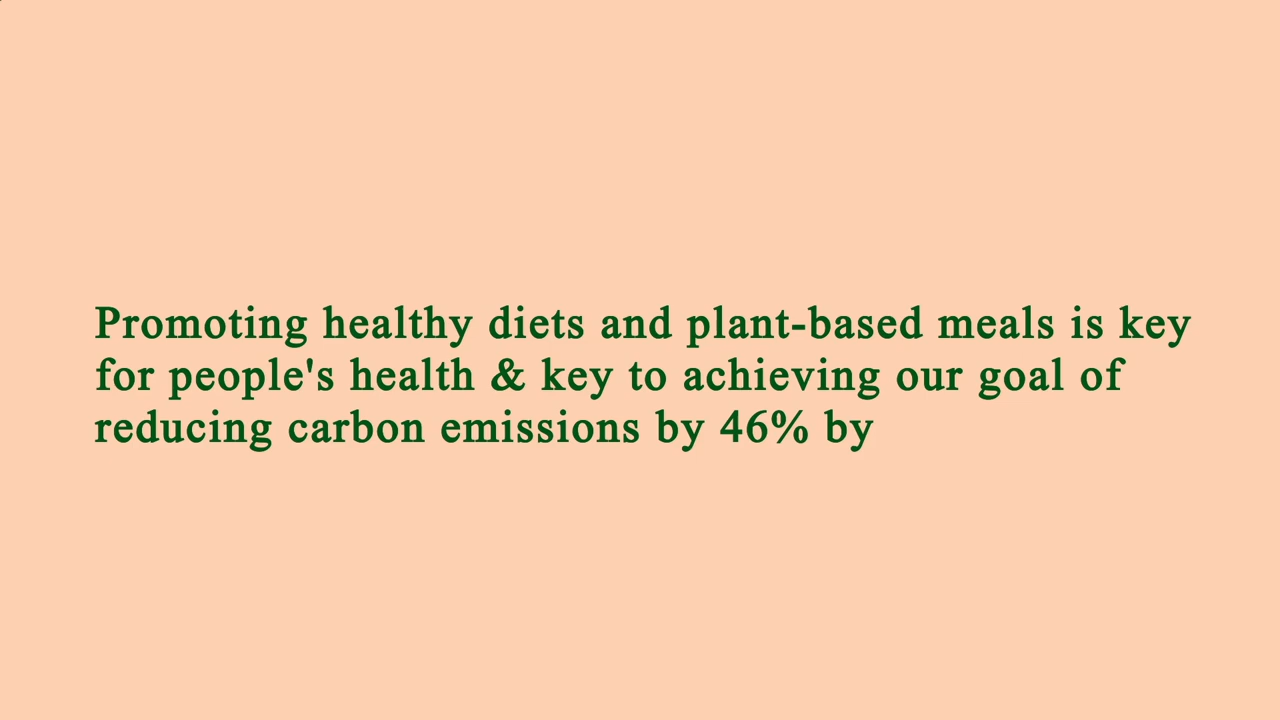 Promoting healthy diets and plant-based meals is key
for people's health & key to achieving our goal of
reducing carbon emissions by 46% by